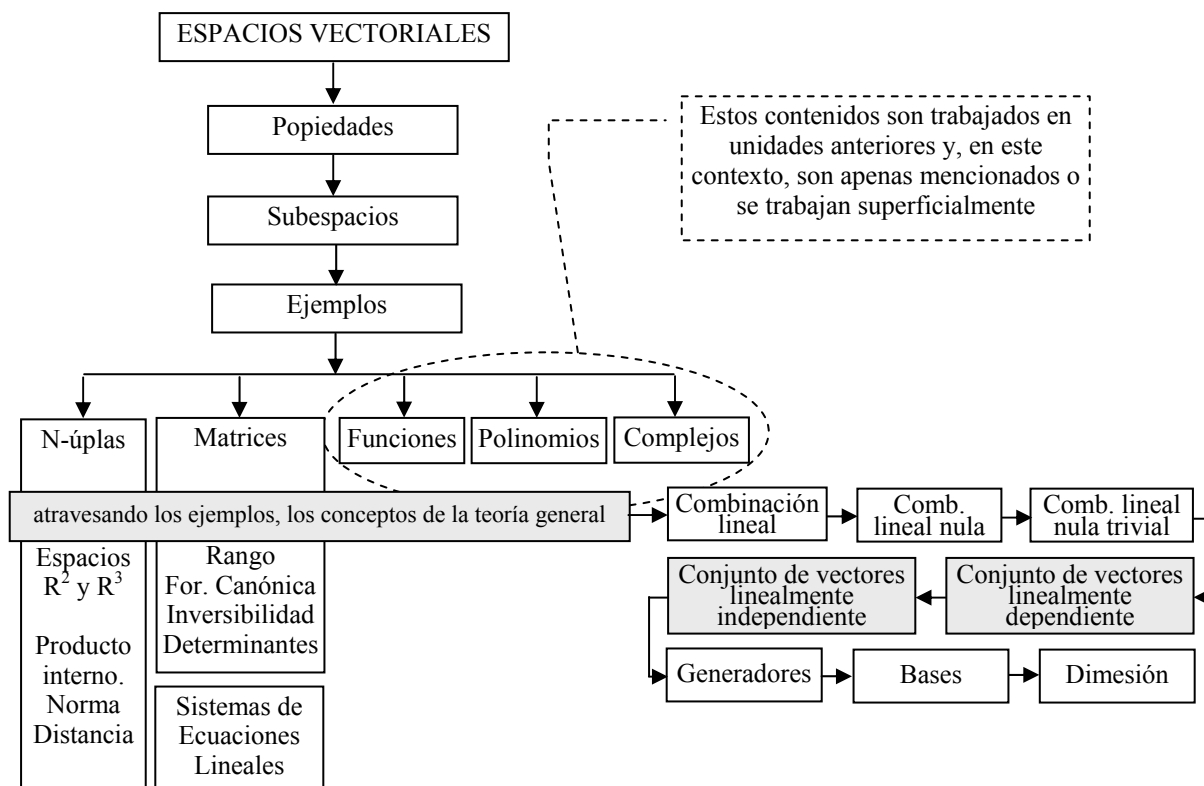 ESPACIOS VECTORIALES
Popiedades
Estos contenidos son trabajados en
unidades anteriores y, en este
contexto, son apenas mencionados o
se trabajan superficialmente
Subespacios
Ejemplos
N-úplas
Matrices
Funciones
Polinomios
Complejos
atravesando los ejemplos, los conceptos de la teoría general
Combinación
lineal
Comb.
lineal nula
Comb. lineal
nula trivial
Espacios
R² y R³
Producto
interno.
Norma
Distancia
Rango
For. Canónica
Inversibilidad
Determinantes
Sistemas de
Ecuaciones
Lineales
Conjunto de vectores
linealmente
dependiente
Conjunto de vectores
linealmente
independiente
Generadores
Bases
Dimesión